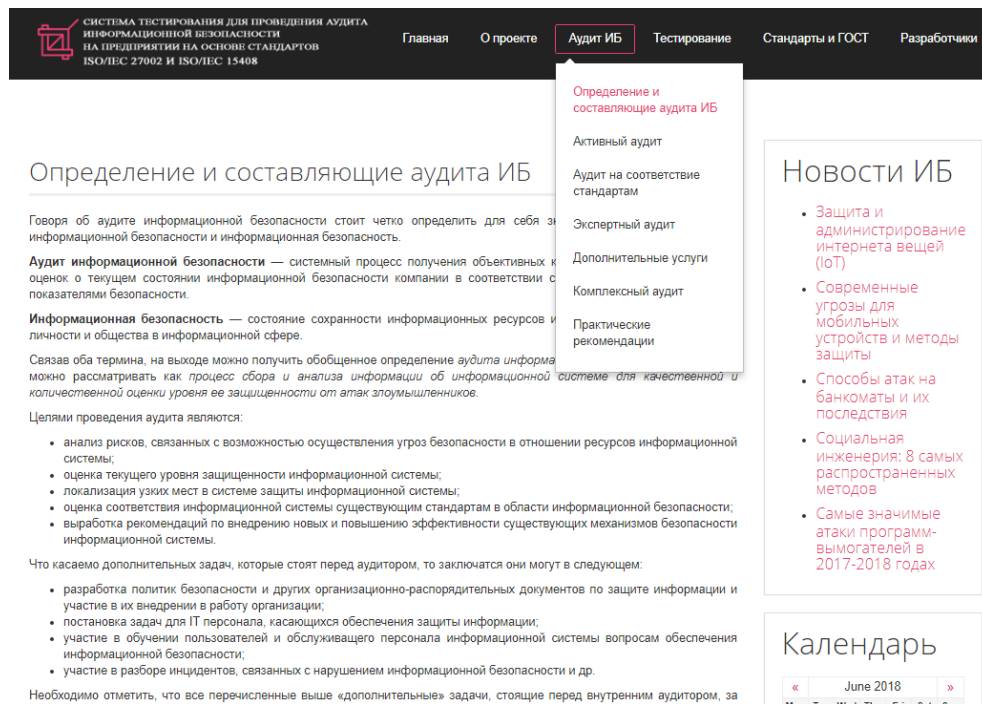 СИСТЕМА ТЕСТИРОВАНИЯ ДЛЯ ПРОВЕДЕНИЯ АУДИТА
ИНФОРМАЦИОННОЙ БЕЗОПАСНОСТИ
НА ПРЕДПРИЯТИИ НА ОСНОВЕ СТАНДАРТОВ
ISO/IEC 27002 И ISO/IEC 15408
Главная О проекте Аудит ИБ Тестирование Стандарты и ГОСТ Разработчики
Определение и
составляющие аудита ИБ
Активный аудит
Аудит на соответствие
стандартам
Экспертный аудит
Дополнительные услуги
Комплексный аудит
Практические
рекомендации
Определение и составляющие аудита ИБ
Говоря об аудите информационной безопасности стоит четко определить для себя
информационной безопасности и информационная безопасность.
Аудит информационной безопасности — системный процесс получения объективных
оценок о текущем состоянии информационной безопасности компании в соответствии
показателями безопасности.
Информационная безопасность — состояние сохранности информационных ресурсов
личности и общества в информационной сфере.
Связав оба термина, на выходе можно получить обобщенное определение аудита
можно рассматривать как процесс сбора и анализа информации об информационной системе для качественной и
количественной оценки уровня ее защищенности от атак злоумышленников.
Целями проведения аудита являются:
• анализ рисков, связанных с возможностью осуществления угроз безопасности в отношении ресурсов информационной
системы;
• оценка текущего уровня защищенности информационной системы;
• локализация узких мест в системе защиты информационной системы;
• оценка соответствия информационной системы существующим стандартам в области информационной безопасности;
• выработка рекомендаций по внедрению новых и повышению эффективности существующих механизмов безопасности
информационной системы.
Что касаемо дополнительных задач, которые стоят перед аудитором, то заключатся они могут в следующем:
• разработка политик безопасности и других организационно-распорядительных документов по защите информации и
участие в их внедрении в работу организации;
• постановка задач для IT персонала, касающихся обеспечения защиты информации;
• участие в обучении пользователей и обслуживащего персонала информационной системы вопросам обеспечения
информационной безопасности;
• участие в разборе инцидентов, связанных с нарушением информационной безопасности и др.
Необходимо отметить, что все перечисленные выше «дополнительные» задачи, стоящие перед внутренним аудитором, за
Новости ИБ
• Защита и
администрирование
интернета вещей
(IoT)
• Современные
угрозы для
мобильных
устройств и методы
защиты
• Способы атак на
банкоматы и их
последствия
• Социальная
инженерия: 8 самых
распространенных
методов
• Самые значимые
атаки программ-
вымогателей в
2017-2018 годах
Календарь
« June 2018 »